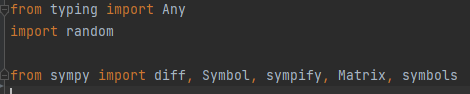 from typing import Any
import random
from sympy import diff, Symbol, sympify, Matrix, symbols